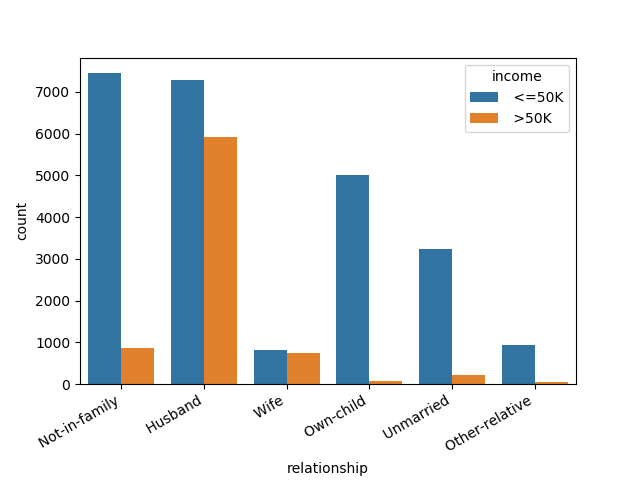 income
<=50K
>50K
7000
6000
5000
4000
3000
2000
1000
0
count
Not-in-family
Husband
Wife
Own-child
Unmarried
Other-relative
relationship